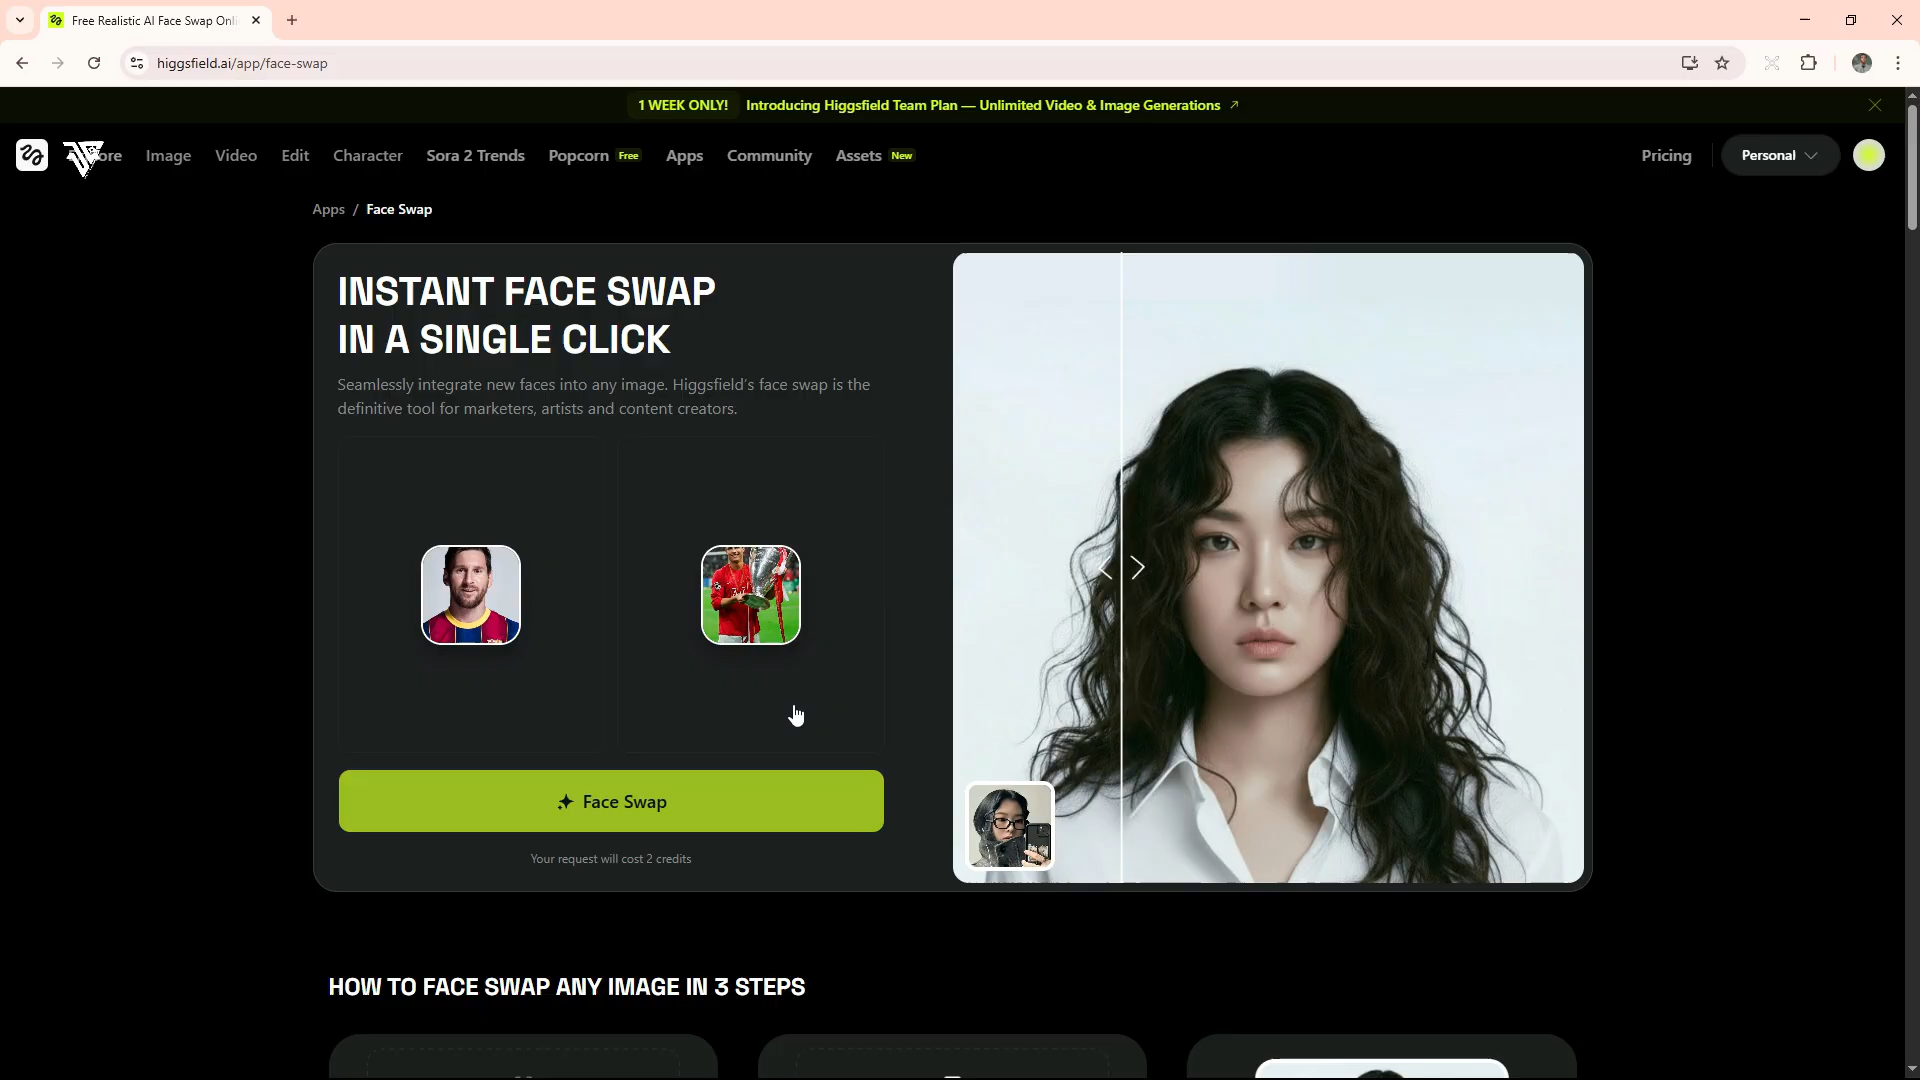 Free Realistic AI Face Swap Onli
higgsfield.ai/app/face-swap
1 WEEK ONLY! Introducing Higgsfield Team Plan — Unlimited Video & Image Generations
Image Video Edit Character Sora 2 Trends Popcorn Free Apps Community Assets New Pricing Personal
Apps / Face Swap
INSTANT FACE SWAP
IN A SINGLE CLICK
Seamlessly integrate new faces into any image. Higgsfield's face swap is the
definitive tool for marketers, artists and content creators.
Face Swap
Your request will cost 2 credits
HOW TO FACE SWAP ANY IMAGE IN 3 STEPS